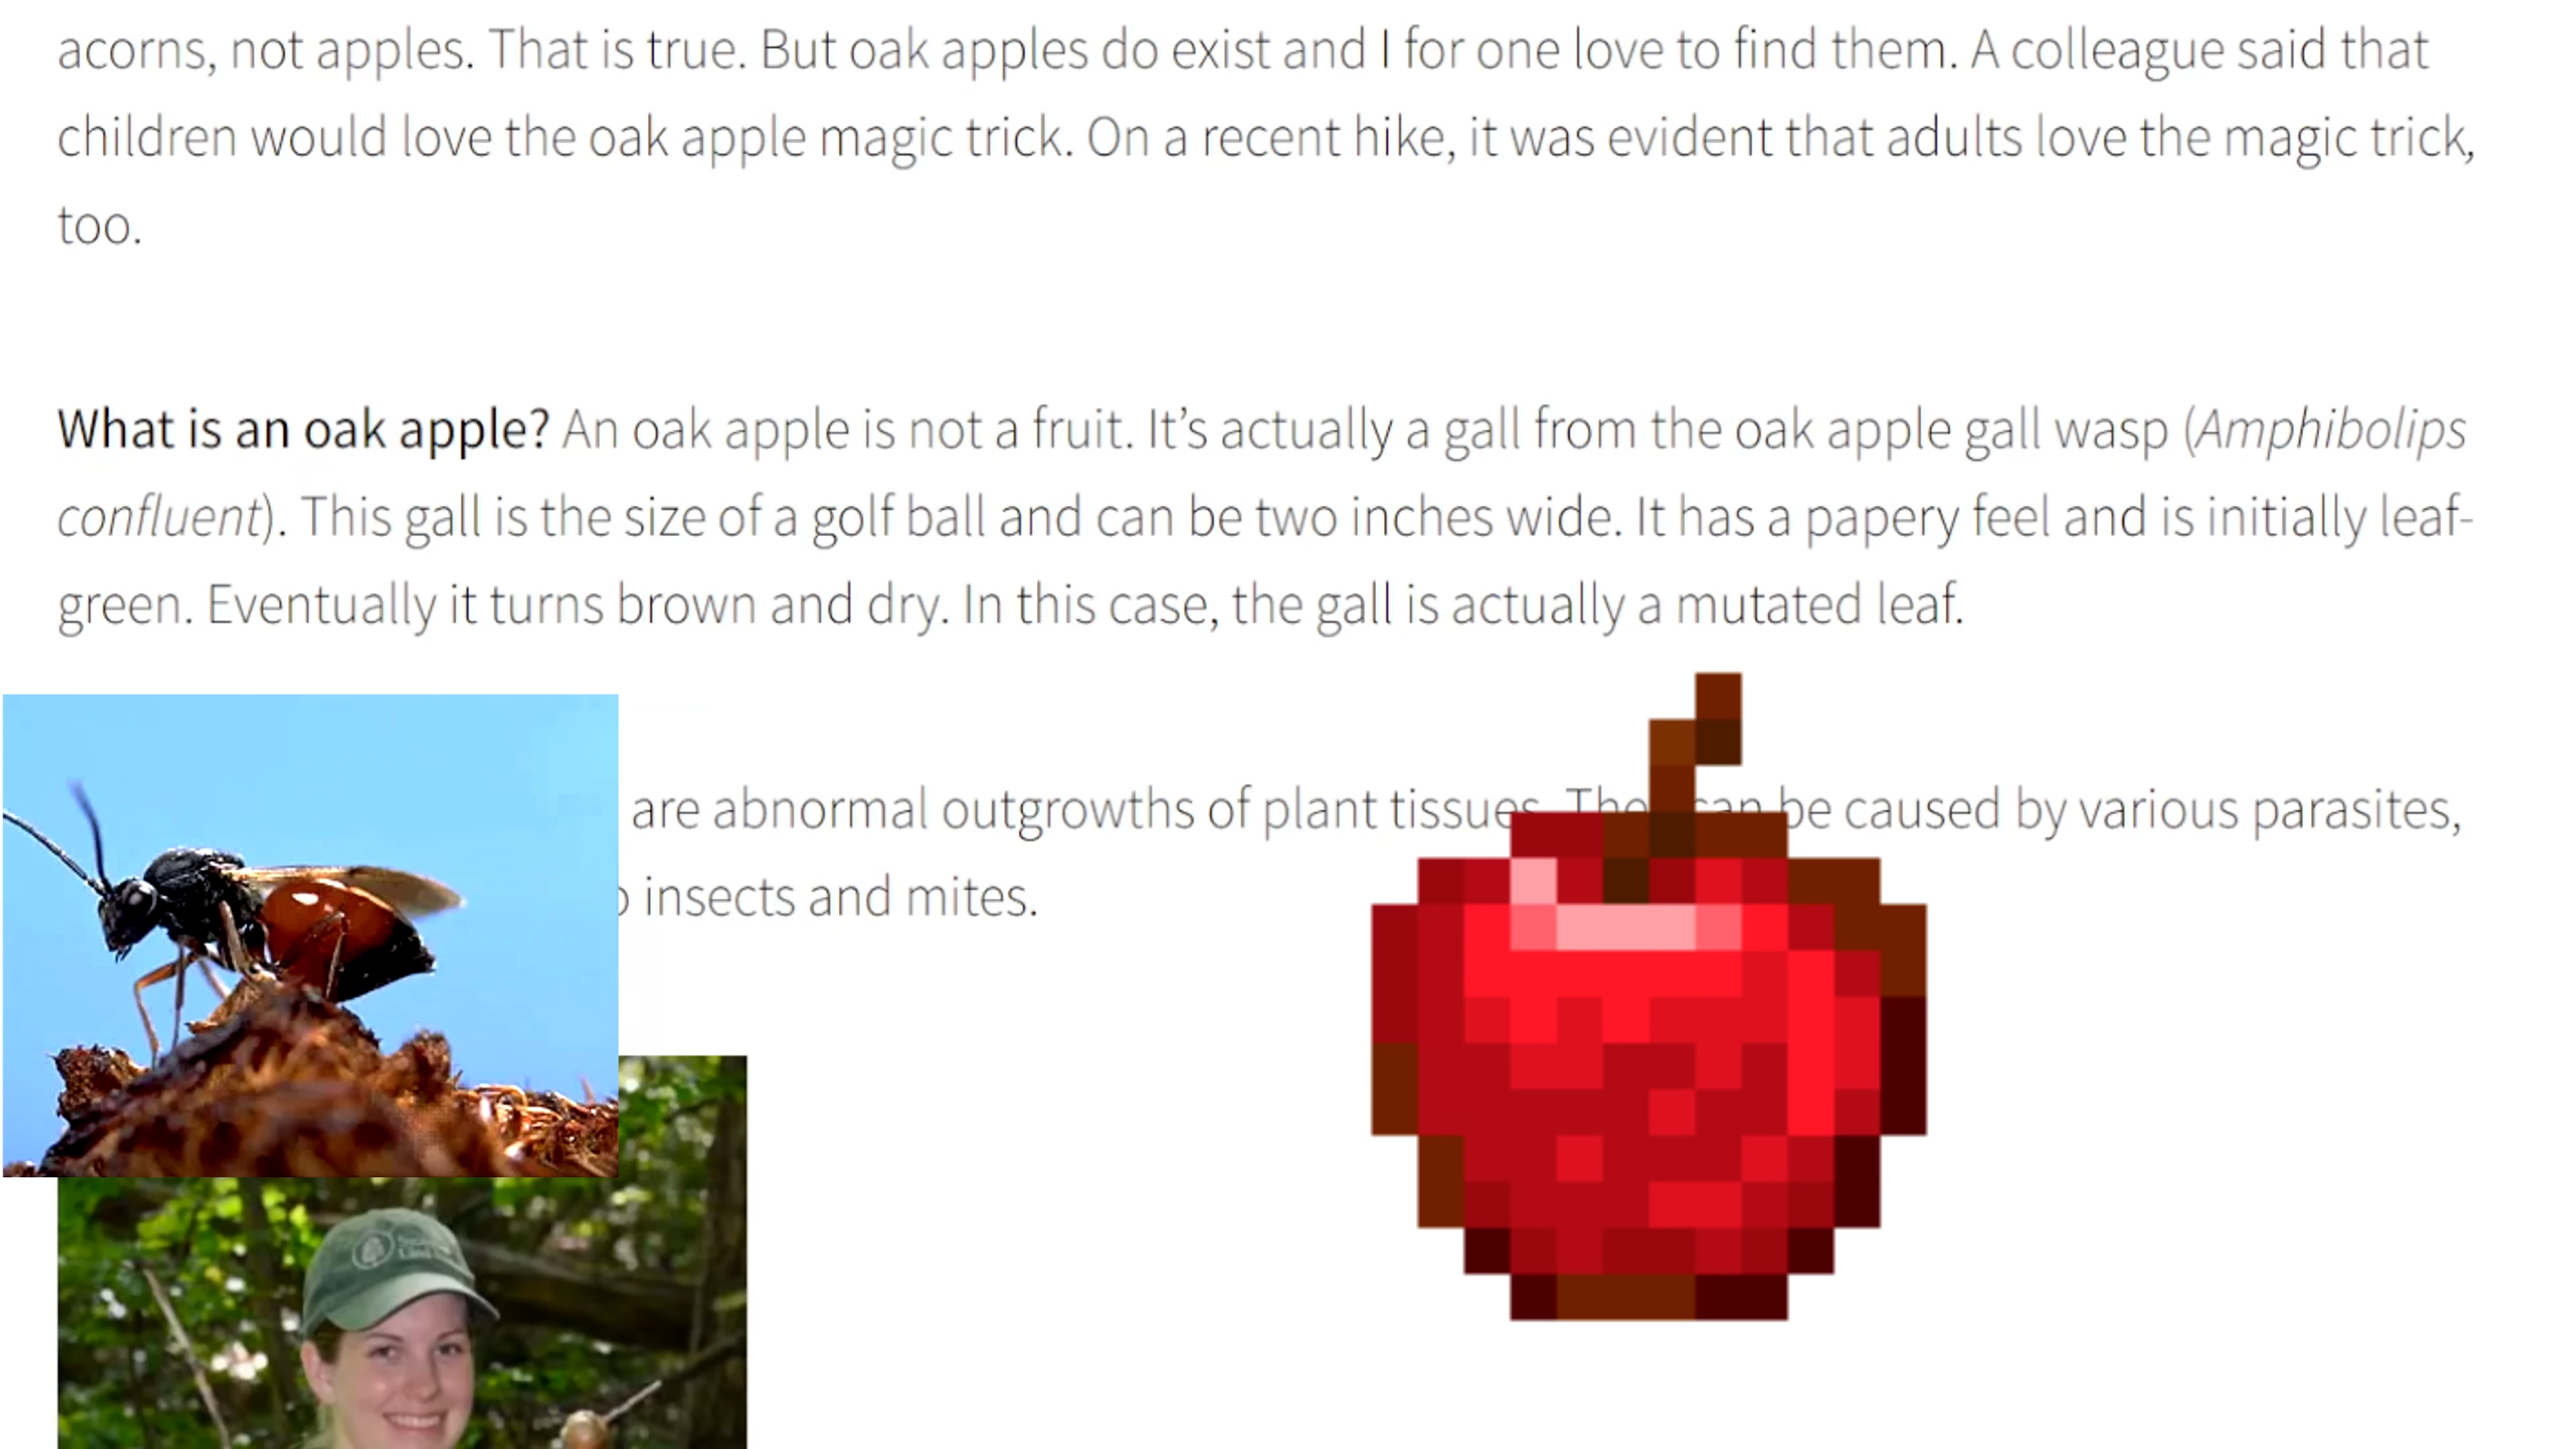 acorns, not apples. That is true. But oak apples do exist and I for one love to find them. A colleague said that
children would love the oak apple magic trick. On a recent hike, it was evident that adults love the magic trick,
too.
What is an oak apple? An oak apple is not a fruit. It’s actually a gall from the oak apple gall wasp (Amphibolips
confluent). This gall is the size of a golf ball and can be two inches wide. It has a papery feel and is initially leaf-
green. Eventually it turns brown and dry. In this case, the gall is actually a mutated leaf.
are abnormal outgrowths of plant tissues. They can be caused by various parasites,
insects and mites.